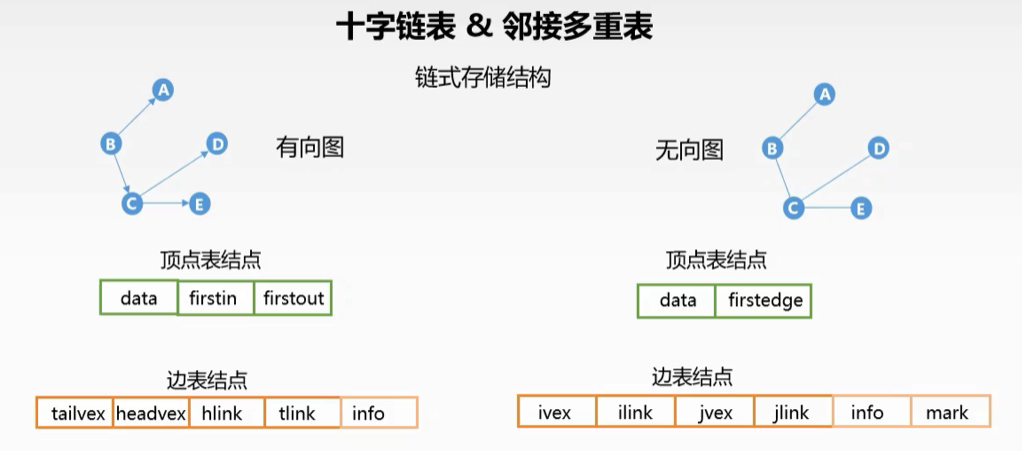 十字链表 & 邻接多重表
链式存储结构
A
B
D
C
E
有向图
A
B
D
C
E
无向图
顶点表结点
data firstin firstout
顶点表结点
data firstedge
边表结点
tailvex headvex hlink tlink info
边表结点
ivex ilink jvex jlink info mark